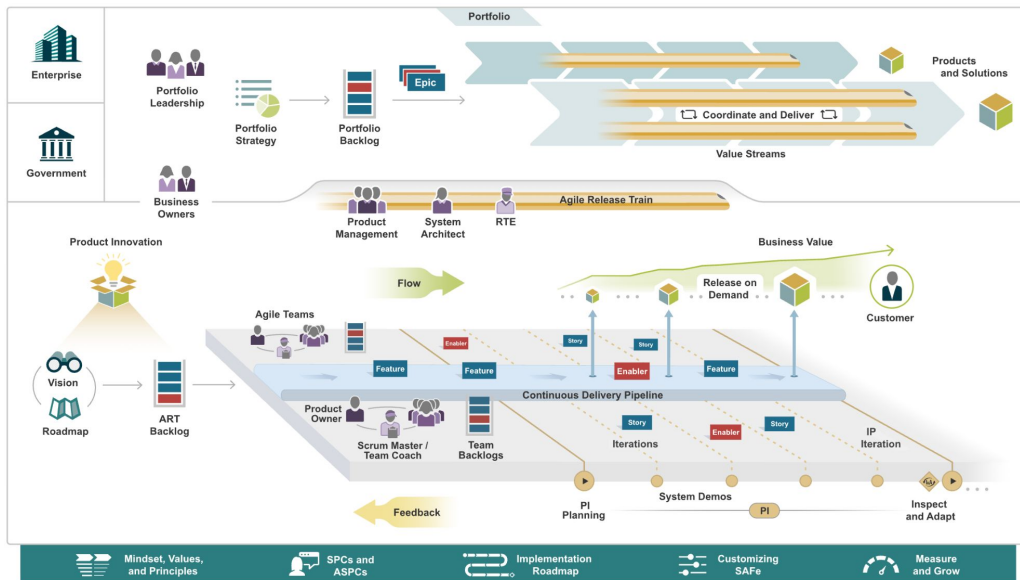 Portfolio
Enterprise
Portfolio
Leadership
Epic
Products
and Solutions
Portfolio
Strategy
Portfolio
Backlog
Coordinate and Deliver
Value Streams
Government
Business
Owners
Agile Release Train
Product
Management
System
Architect
RTE
Product Innovation
Business Value
Flow
Release on
Demand
Customer
Agile Teams
Enabler
Story
Story
Vision
Roadmap
ART
Backlog
Feature
Feature
Enabler
Feature
Continuous Delivery Pipeline
Product
Owner
Scrum Master /
Team Coach
Team
Backlogs
Story
Enabler
Story
Iterations
IP
Iteration
PI
Planning
System Demos
PI
Inspect
and Adapt
Feedback
Mindset, Values,
and Principles
SPCs and
ASPCs
Implementation
Roadmap
Customizing
SAFe
Measure
and Grow